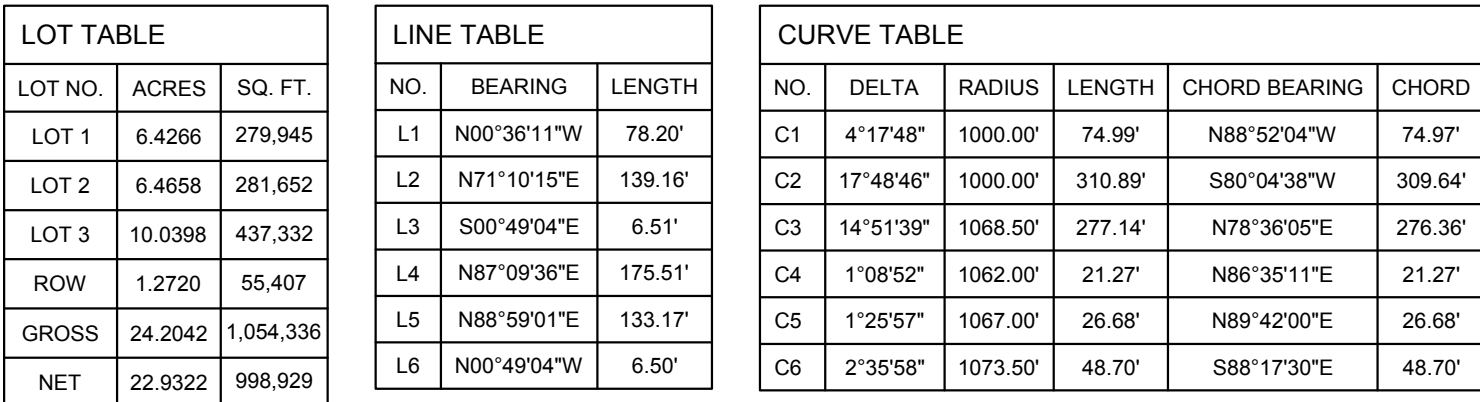 LOT TABLE
LOT NO. ACRES SQ. FT.
LOT 1 6.4266 279,945
LOT 2 6.4658 281,652
LOT 3 10.0398 437,332
ROW 1.2720 55,407
GROSS 24.2042 1,054,336
NET 22.9322 998,929
LINE TABLE
NO. BEARING LENGTH
L1 N00°36'11"W 78.20'
L2 N71°10'15"E 139.16'
L3 S00°49'04"E 6.51'
L4 N87°09'36"E 175.51'
L5 N88°59'01"E 133.17'
L6 N00°49'04"W 6.50'
CURVE TABLE
NO. DELTA RADIUS LENGTH CHORD BEARING CHORD
C1 4°17'48" 1000.00' 74.99' N88°52'04"W 74.97'
C2 17°48'46" 1000.00' 310.89' S80°04'38"W 309.64'
C3 14°51'39" 1068.50' 277.14' N78°36'05"E 276.36'
C4 1°08'52" 1062.00' 21.27' N86°35'11"E 21.27'
C5 1°25'57" 1067.00' 26.68' N89°42'00"E 26.68'
C6 2°35'58" 1073.50' 48.70' S88°17'30"E 48.70'